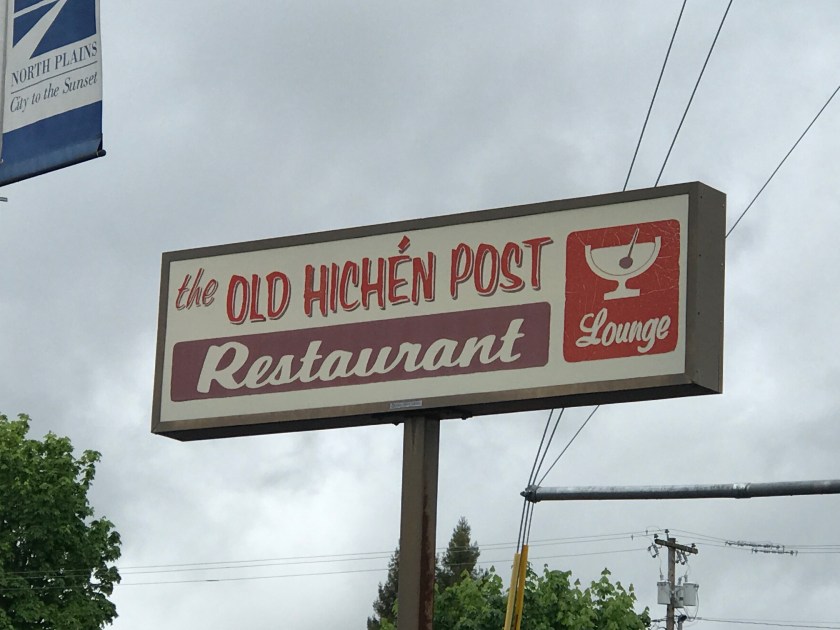 NORTH PLAINS
City to the Sunset
the OLD HICHÉN POST
Restaurant
Lounge